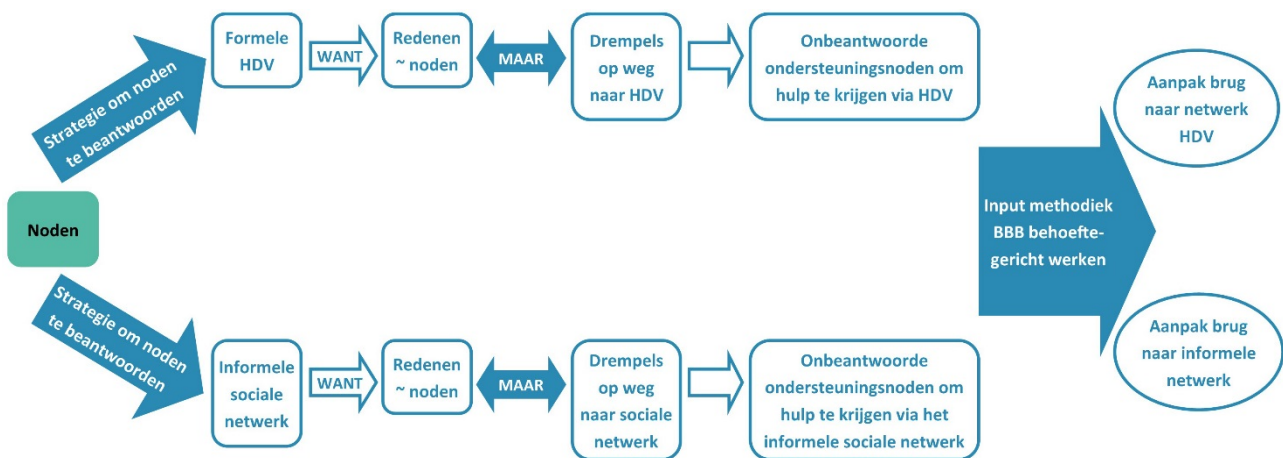 Strategie om noden
te beantwoorden
Formele
HDV
WANT
Redenen
~ noden
MAAR
Drempels
op weg
naar HDV
Onbeantwoorde
ondersteuningsnoden om
hulp te krijgen via HDV
Aanpak brug
naar netwerk
HDV
Noden
Input methodiek
BBB behoefte-
gericht werken
Strategie om noden
te beantwoorden
Informele
sociale
netwerk
WANT
Redenen
~ noden
MAAR
Drempels
op weg
naar sociale
netwerk
Onbeantwoorde
ondersteuningsnoden om
hulp te krijgen via het
informele sociale netwerk
Aanpak brug
naar informele
netwerk